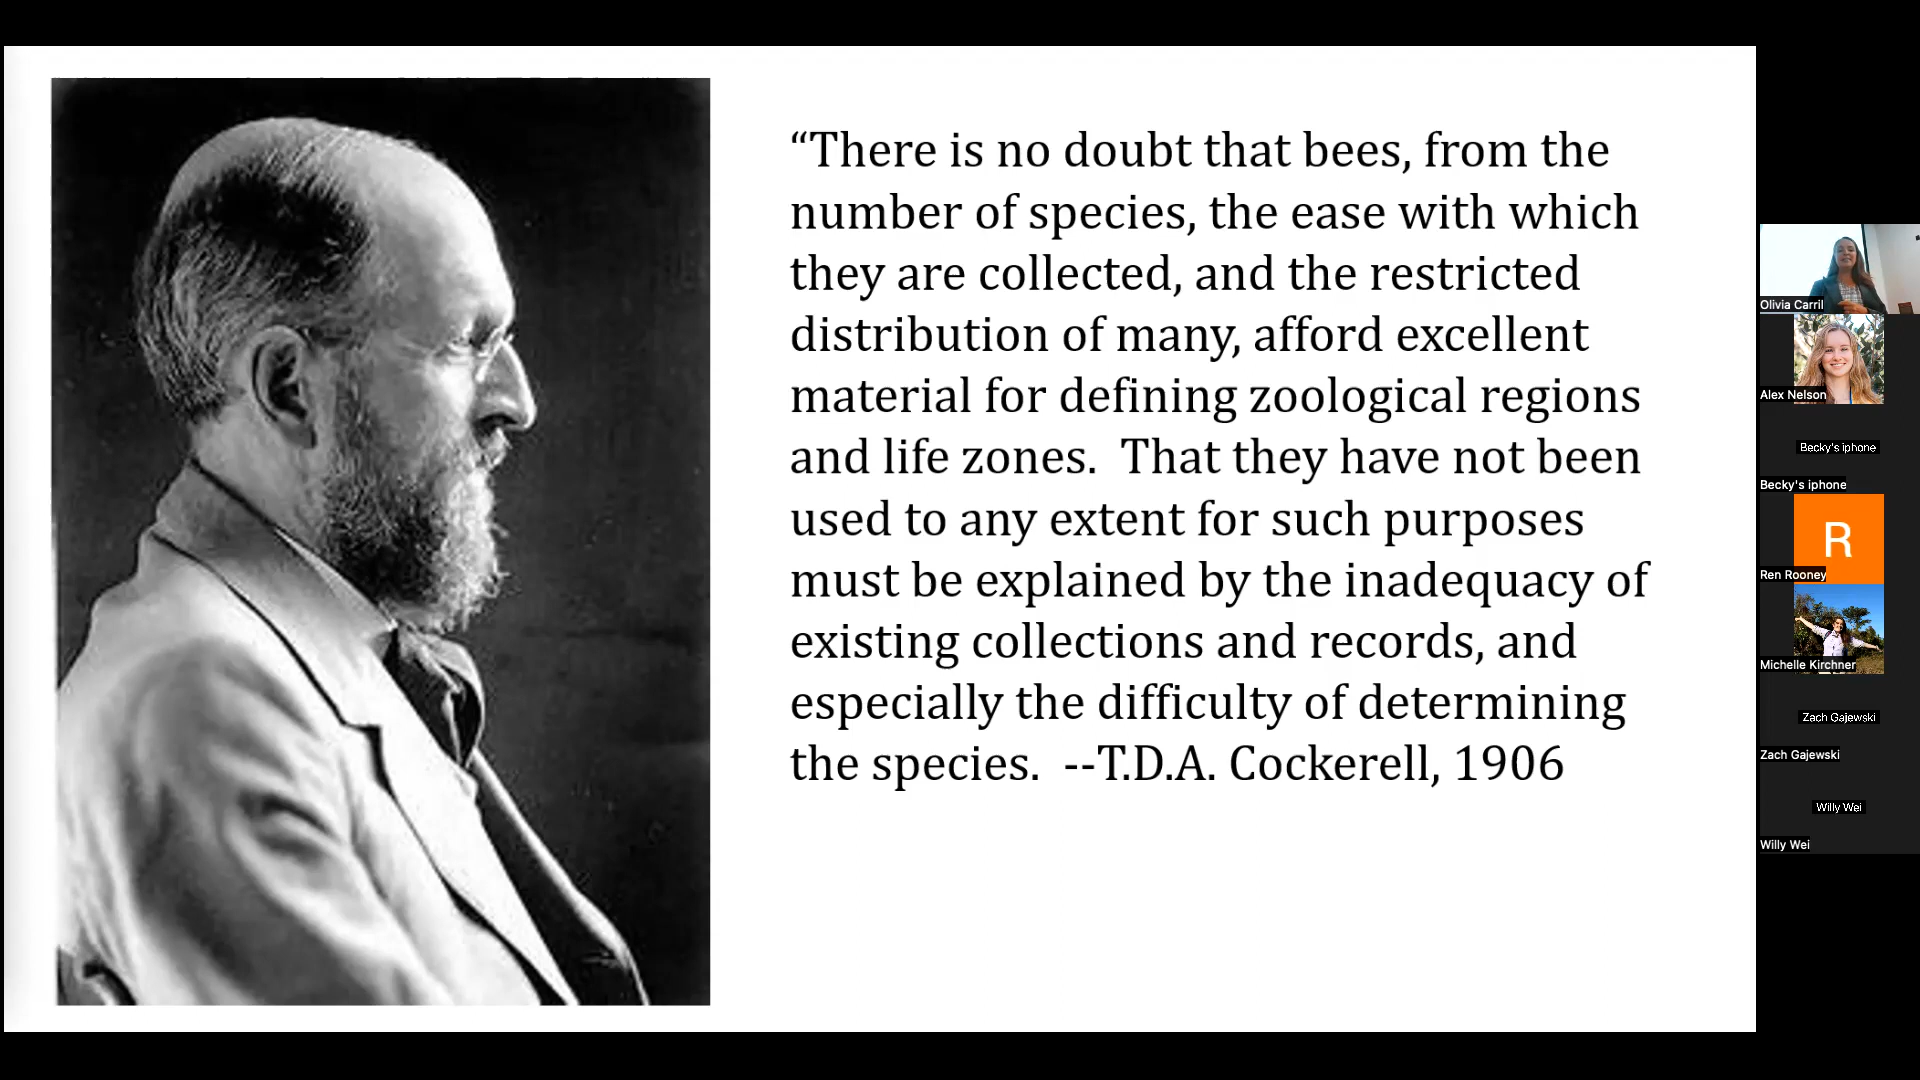 “There is no doubt that bees, from the
number of species, the ease with which
they are collected, and the restricted
distribution of many, afford excellent
material for defining zoological regions
and life zones.  That they have not been
used to any extent for such purposes
must be explained by the inadequacy of
existing collections and records, and
especially the difficulty of determining
the species.  --T.D.A. Cockerell, 1906
Olivia Carril
Alex Nelson
Becky's iphone
Becky's iphone
R
Ren Rooney
Michelle Kirchner
Zach Gajewski
Zach Gajewski
Willy Wei
Willy Wei